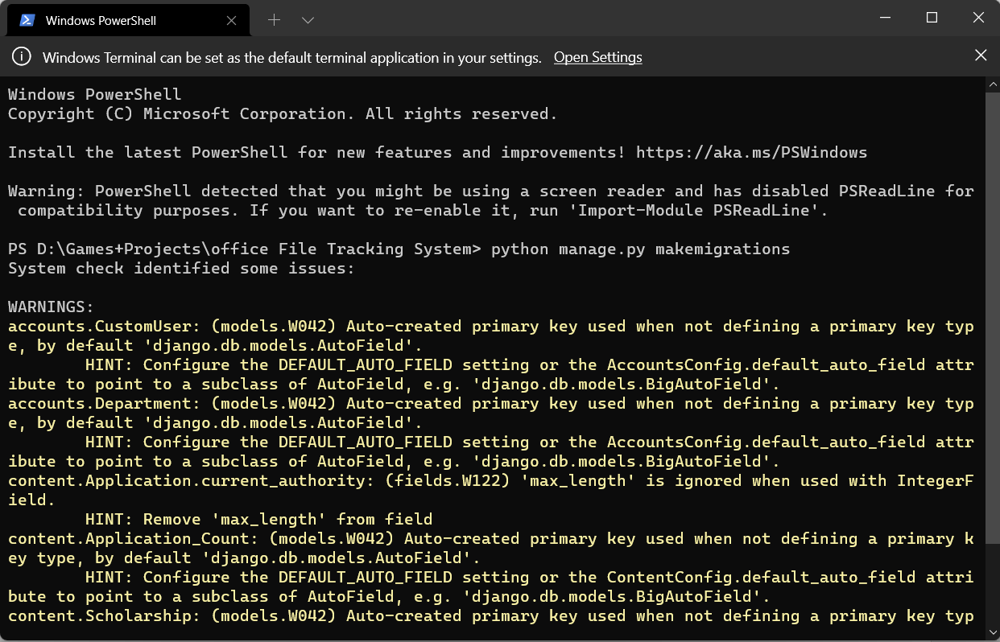 Windows PowerShell
Windows Terminal can be set as the default terminal application in your settings. Open Settings
Windows PowerShell
Copyright (C) Microsoft Corporation. All rights reserved.
Install the latest PowerShell for new features and improvements! https://aka.ms/PSWindows
Warning: PowerShell detected that you might be using a screen reader and has disabled PSReadLine for
compatibility purposes. If you want to re-enable it, run 'Import-Module PSReadLine'.
PS D:\Games+Projects\office File Tracking System> python manage.py makemigrations
System check identified some issues:
WARNINGS:
accounts.CustomUser: (models.W042) Auto-created primary key used when not defining a primary key typ
e, by default 'django.db.models.AutoField'.
HINT: Configure the DEFAULT_AUTO_FIELD setting or the AccountsConfig.default_auto_field attr
ibute to point to a subclass of AutoField, e.g. 'django.db.models.BigAutoField'.
accounts.Department: (models.W042) Auto-created primary key used when not defining a primary key typ
e, by default 'django.db.models.AutoField'.
HINT: Configure the DEFAULT_AUTO_FIELD setting or the AccountsConfig.default_auto_field attr
ibute to point to a subclass of AutoField, e.g. 'django.db.models.BigAutoField'.
content.Application.current_authority: (fields.W122) 'max_length' is ignored when used with IntegerF
ield.
HINT: Remove 'max_length' from field
content.Application_Count: (models.W042) Auto-created primary key used when not defining a primary k
ey type, by default 'django.db.models.AutoField'.
HINT: Configure the DEFAULT_AUTO_FIELD setting or the ContentConfig.default_auto_field attri
bute to point to a subclass of AutoField, e.g. 'django.db.models.BigAutoField'.
content.Scholarship: (models.W042) Auto-created primary key used when not defining a primary key typ